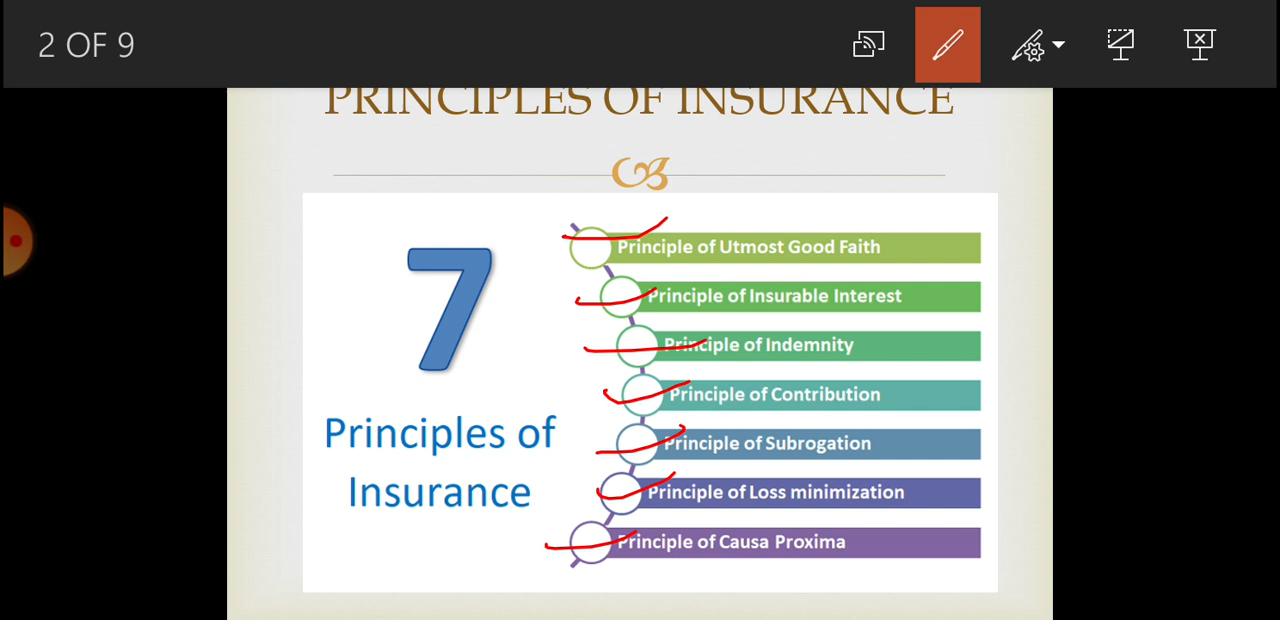 2 OF 9
PRINCIPLES OF INSURANCE
7
Principles of
Insurance
Principle of Utmost Good Faith
Principle of Insurable Interest
Principle of Indemnity
Principle of Contribution
Principle of Subrogation
Principle of Loss minimization
Principle of Causa Proxima